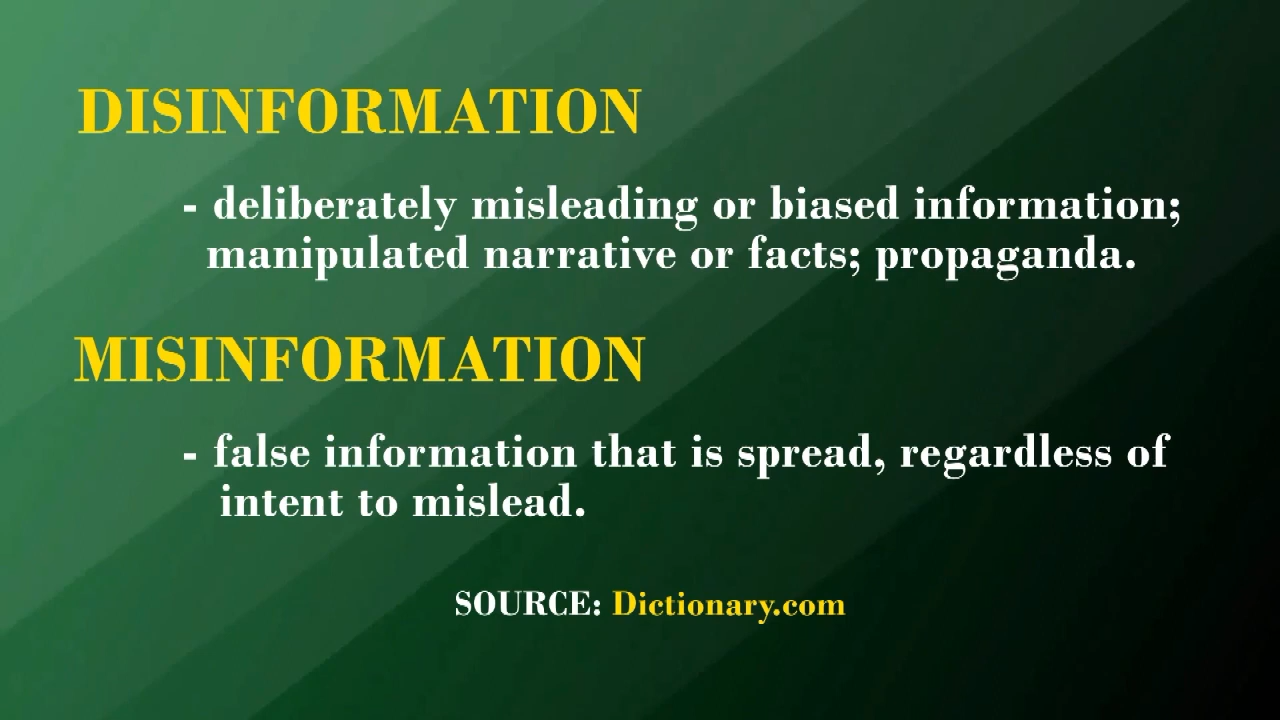 DISINFORMATION
- deliberately misleading or biased information;
manipulated narrative or facts; propaganda.
MISINFORMATION
- false information that is spread, regardless of
intent to mislead.
SOURCE: Dictionary.com